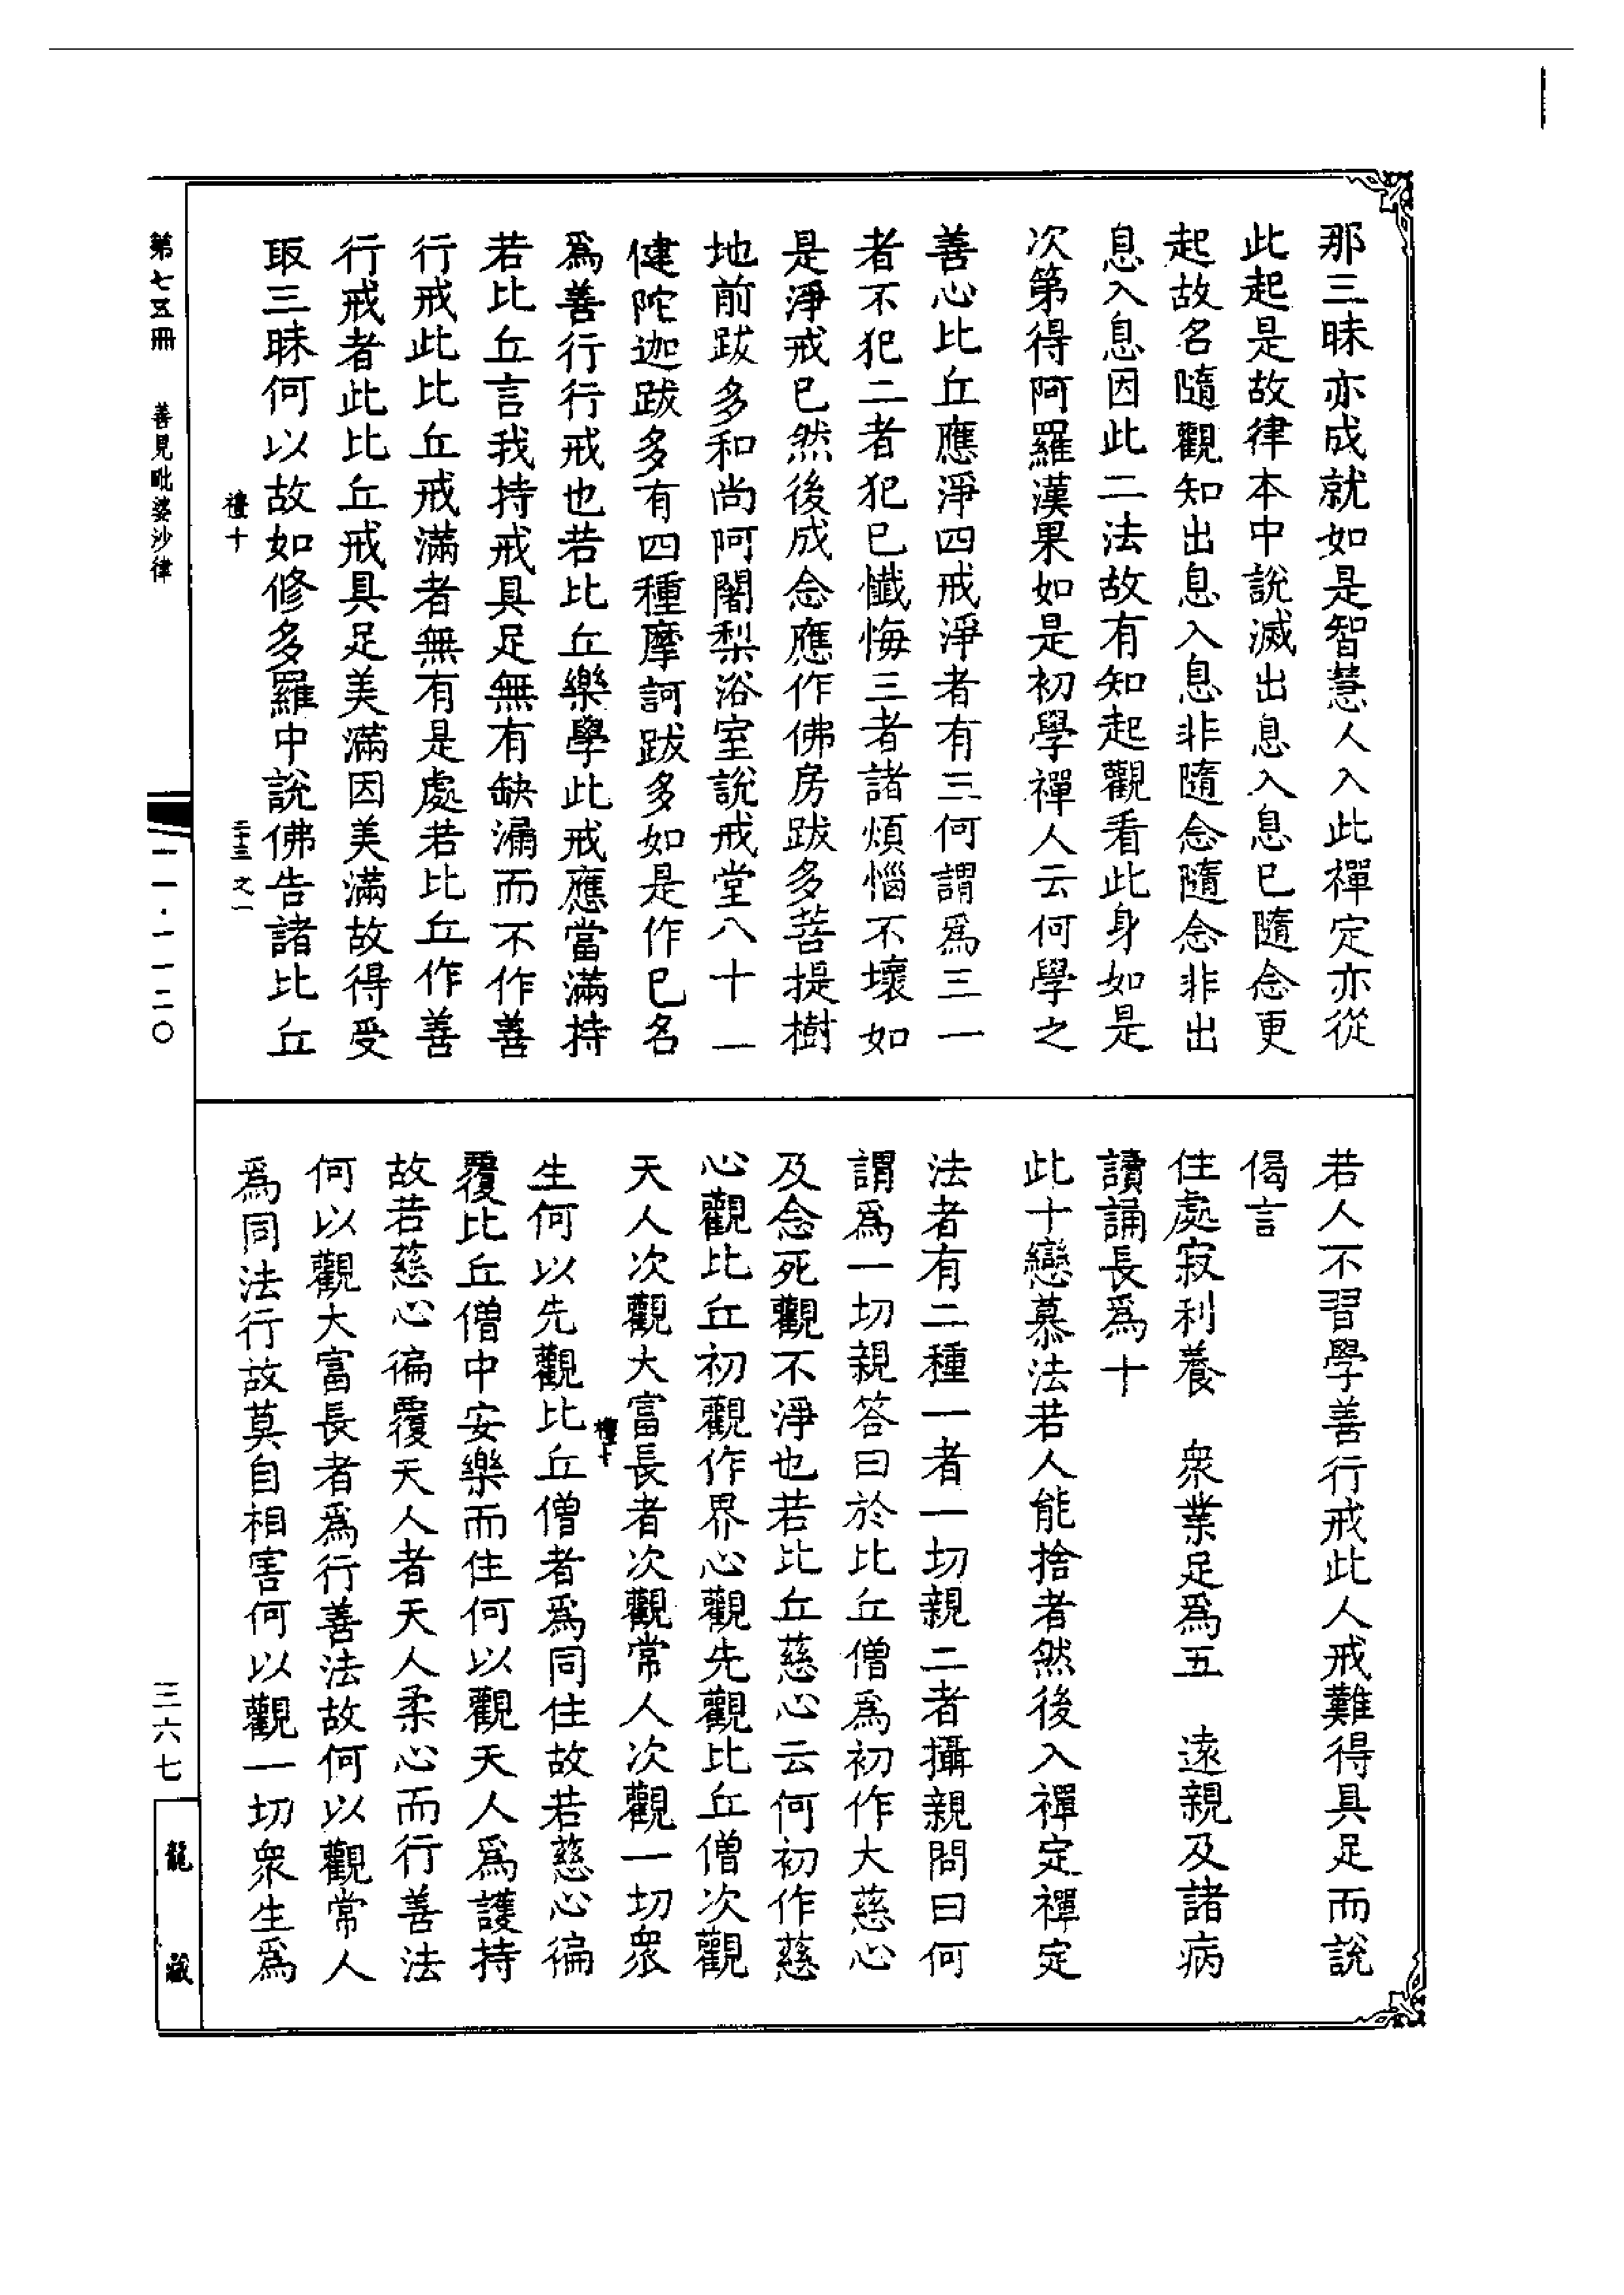 那三昧亦成就如是智慧人入此禪定亦從
此起是故律本中說滅出息入息已隨念更
起故名隨觀知出息入息非隨念隨念非出
息入息因此二法故有知起觀看此身如是
次第得阿羅漢果如是初學禪人云何學之
善心比丘應淨四戒淨者有三何謂為三一
者不犯二者犯已懺悔三者諸煩惱不壞如
是淨戒已然後成念應作佛房跋多菩提樹
地前跋多和尚阿闍梨浴室說戒堂八十一
健陀迦跋多有四種摩訶跋多如是作已名
為善行行戒也若比丘樂學此戒應當滿持
若比丘言我持戒具足無有缺漏而不作善
行戒此比丘戒滿者無有是處若比丘作善
行戒者此比丘戒具足美滿因美滿故得受
取三昧何以故如修多羅中說佛告諸比丘
禮十
二十三之一
若人不習學善行戒此人戒難得具足而說
偈言
住處寂利養　衆業足為五　遠親及諸病
讀誦長為十
此十戀慕法若人能捨者然後入禪定禪定
法者有二種一者一切親二者攝親問曰何
謂為一切親答曰於比丘僧為初作大慈心
及念死觀不淨也若比丘慈心云何初作慈
心觀比丘初觀作界心觀先觀比丘僧次觀
天人次觀大富長者次觀常人次觀一切衆
禮十
生何以先觀比丘僧者為同住故若慈心徧
覆比丘僧中安樂而住何以觀天人為護持
故若慈心徧覆天人者天人柔心而行善法
何以觀大富長者為行善法故何以觀常人
為同法行故莫自相害何以觀一切衆生為
第七五冊　善見毗婆沙律
一一一·一一二〇
三六七
龍藏